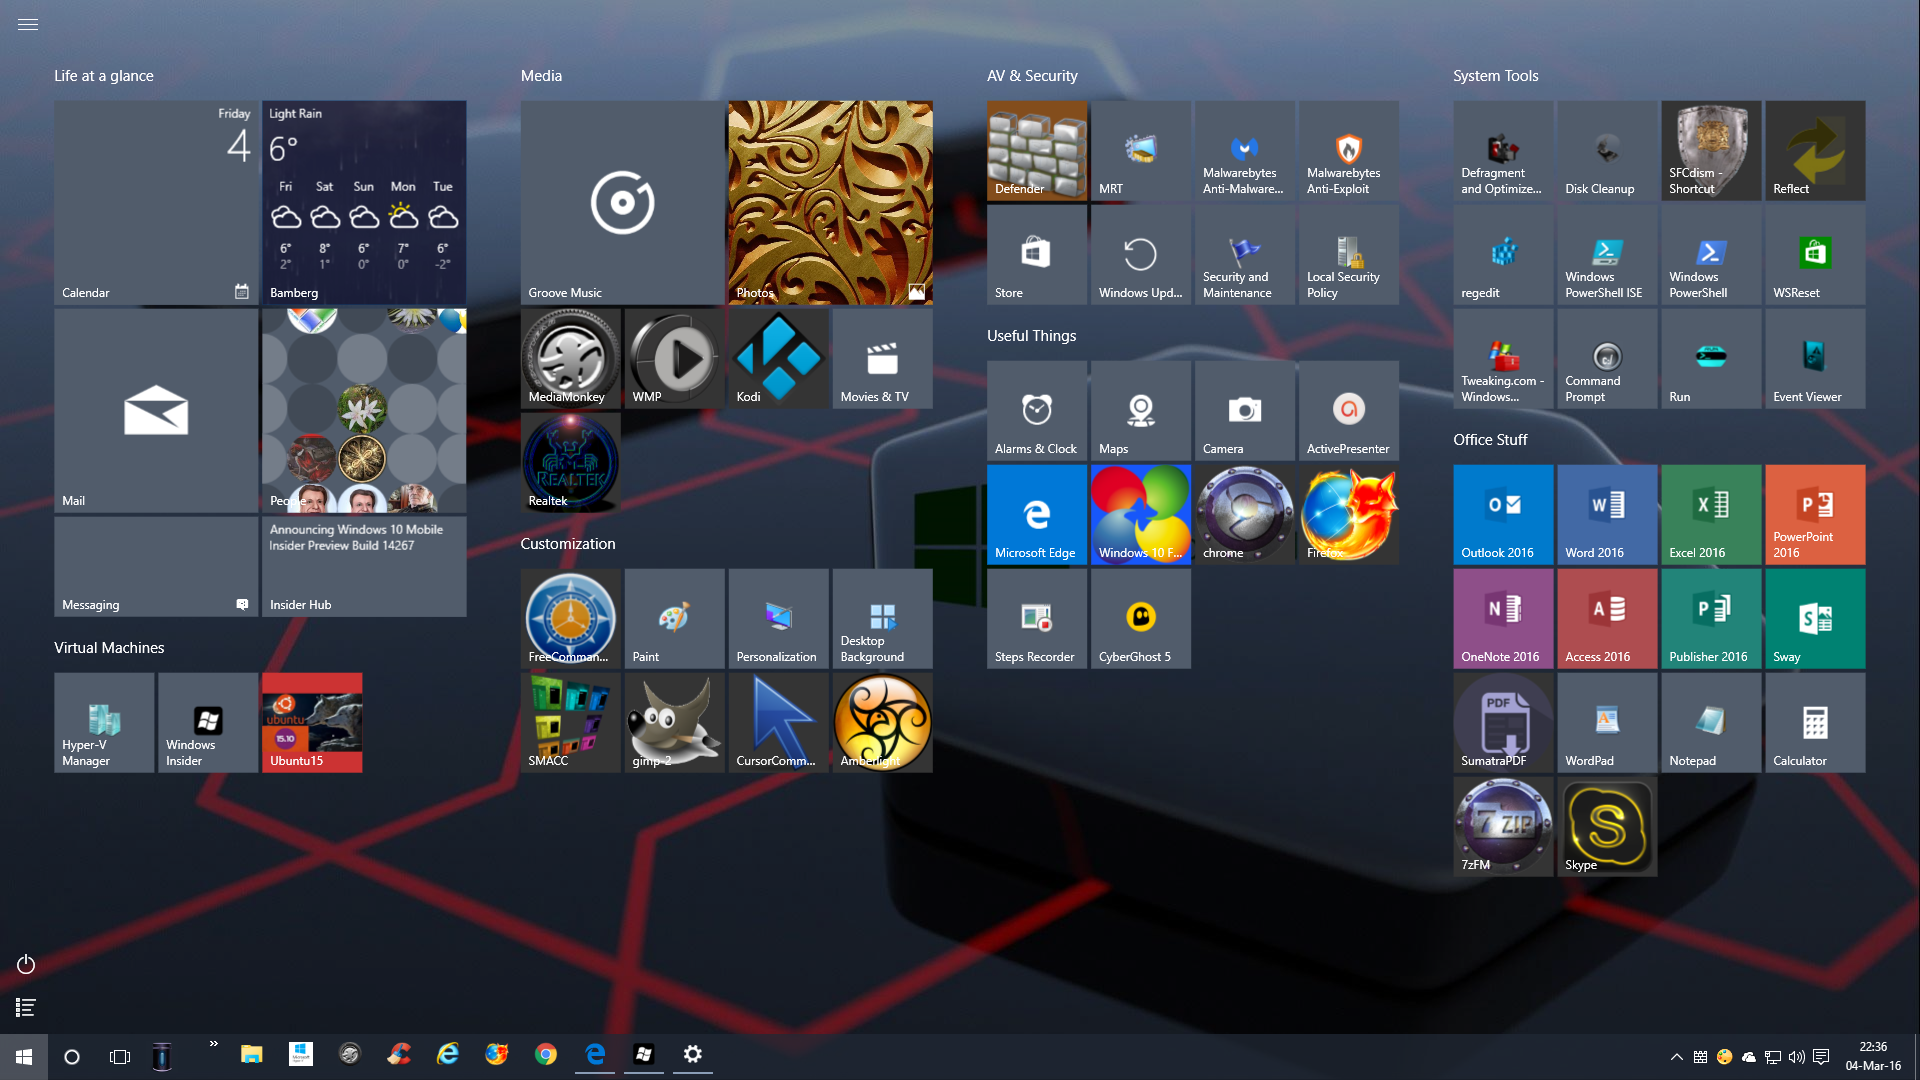 Life at a glance
Friday
4
Calendar
Light Rain
6°
Fri Sat Sun Mon Tue
6° 8° 6° 7° 6°
2° 1° 0° 0° -2°
Bamberg
Mail
People
Messaging
Announcing Windows 10 Mobile
Insider Preview Build 14267
Insider Hub
Virtual Machines
Hyper-V
Manager
Windows
Insider
ubuntu
15.10
Ubuntu15
Media
Groove Music
Photos
MediaMonkey
WMP
Kodi
Movies & TV
REALTEK
Realtek
Customization
FreeComman...
Paint
Personalization
Desktop
Background
SMACC
gimp-2
CursorComm...
Amberlight
AV & Security
Defender
MRT
Malwarebytes
Anti-Malware...
Malwarebytes
Anti-Exploit
Store
Windows Upd...
Security and
Maintenance
Local Security
Policy
Useful Things
Alarms & Clock
Maps
Camera
ActivePresenter
Microsoft Edge
Windows 10 F...
chrome
Firefox
Steps Recorder
CyberGhost 5
System Tools
Defragment
and Optimize...
Disk Cleanup
SFCdism -
Shortcut
Reflect
regedit
Windows
PowerShell ISE
Windows
PowerShell
WSReset
Tweaking.com -
Windows...
Command
Prompt
Run
Event Viewer
Office Stuff
Outlook 2016
Word 2016
Excel 2016
PowerPoint
2016
OneNote 2016
Access 2016
Publisher 2016
Sway
PDF
SumatraPDF
WordPad
Notepad
Calculator
7 ZIP
7zFM
Skype
22:36
04-Mar-16